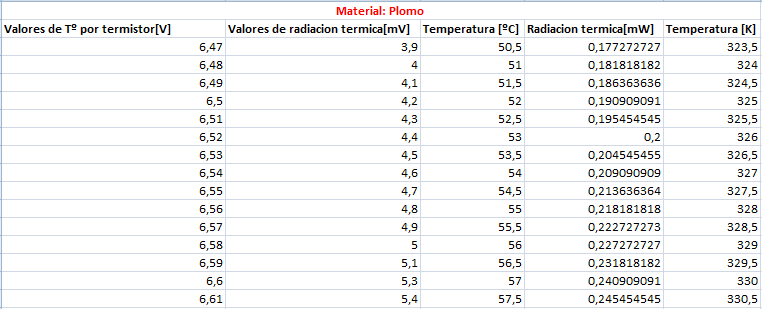 Material: Plomo
Valores de Tº por termistor[V] Valores de radiacion termica[mV] Temperatura [ºC] Radiacion termica[mW] Temperatura [K]
6,47 3,9 50,5 0,177272727 323,5
6,48 4 51 0,181818182 324
6,49 4,1 51,5 0,186363636 324,5
6,5 4,2 52 0,190909091 325
6,51 4,3 52,5 0,195454545 325,5
6,52 4,4 53 0,2 326
6,53 4,5 53,5 0,204545455 326,5
6,54 4,6 54 0,209090909 327
6,55 4,7 54,5 0,213636364 327,5
6,56 4,8 55 0,218181818 328
6,57 4,9 55,5 0,222727273 328,5
6,58 5 56 0,227272727 329
6,59 5,1 56,5 0,231818182 329,5
6,6 5,3 57 0,240909091 330
6,61 5,4 57,5 0,245454545 330,5